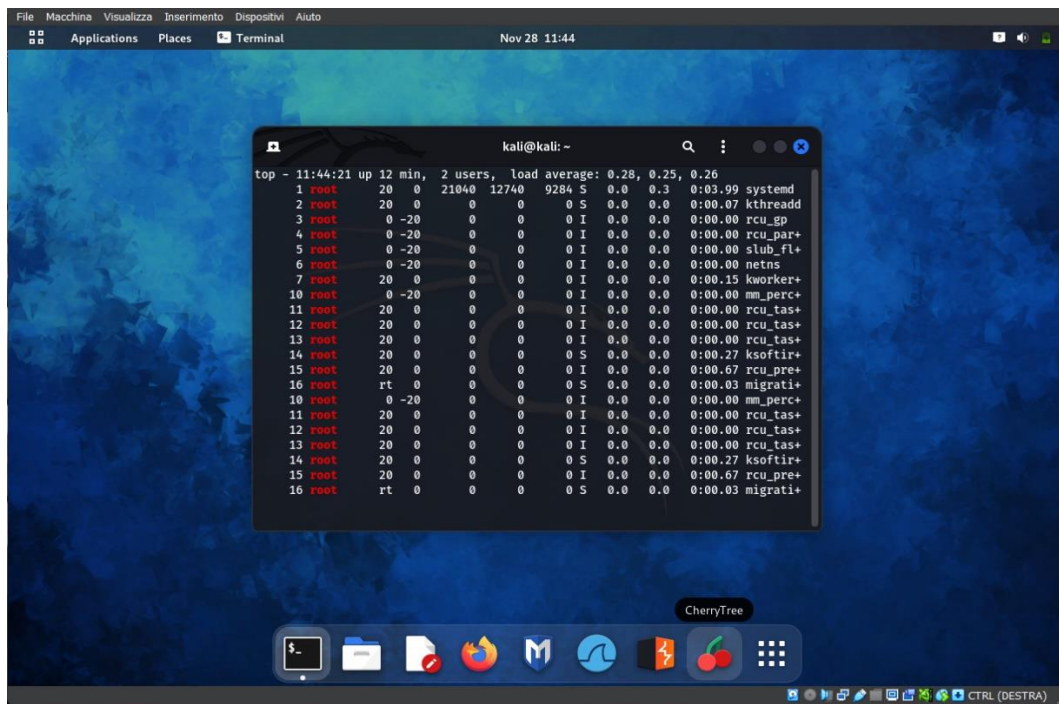 File Macchina Visualizza Inserimento Dispositivi Aiuto
Applications Places Terminal Nov 28 11:44
kali@kali: ~
top - 11:44:21 up 12 min, 2 users, load average: 0.28, 0.25, 0.26
1 root 20 0 21040 12740 9284 S 0.0 0.3 0:03.99 systemd
2 root 20 0 0 0 0 S 0.0 0.0 0:00.07 kthreadd
3 root 0 -20 0 0 0 I 0.0 0.0 0:00.00 rcu_gp
4 root 0 -20 0 0 0 I 0.0 0.0 0:00.00 rcu_par+
5 root 0 -20 0 0 0 I 0.0 0.0 0:00.00 slub_fl+
6 root 0 -20 0 0 0 I 0.0 0.0 0:00.00 netns
7 root 20 0 0 0 0 I 0.0 0.0 0:00.15 kworker+
10 root 0 -20 0 0 0 I 0.0 0.0 0:00.00 mm_perc+
11 root 20 0 0 0 0 I 0.0 0.0 0:00.00 rcu_tas+
12 root 20 0 0 0 0 I 0.0 0.0 0:00.00 rcu_tas+
13 root 20 0 0 0 0 I 0.0 0.0 0:00.00 rcu_tas+
14 root 20 0 0 0 0 S 0.0 0.0 0:00.27 ksoftir+
15 root 20 0 0 0 0 I 0.0 0.0 0:00.67 rcu_pre+
16 root rt 0 0 0 0 S 0.0 0.0 0:00.03 migrati+
10 root 0 -20 0 0 0 I 0.0 0.0 0:00.00 mm_perc+
11 root 20 0 0 0 0 I 0.0 0.0 0:00.00 rcu_tas+
12 root 20 0 0 0 0 I 0.0 0.0 0:00.00 rcu_tas+
13 root 20 0 0 0 0 I 0.0 0.0 0:00.00 rcu_tas+
14 root 20 0 0 0 0 S 0.0 0.0 0:00.27 ksoftir+
15 root 20 0 0 0 0 I 0.0 0.0 0:00.67 rcu_pre+
16 root rt 0 0 0 0 S 0.0 0.0 0:00.03 migrati+
CherryTree
$_ M
CTRL (DESTRA)